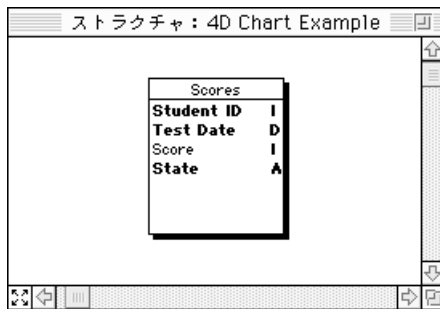 ストラクチャ：4D Chart Example
Scores
Student ID I
Test Date D
Score I
State A